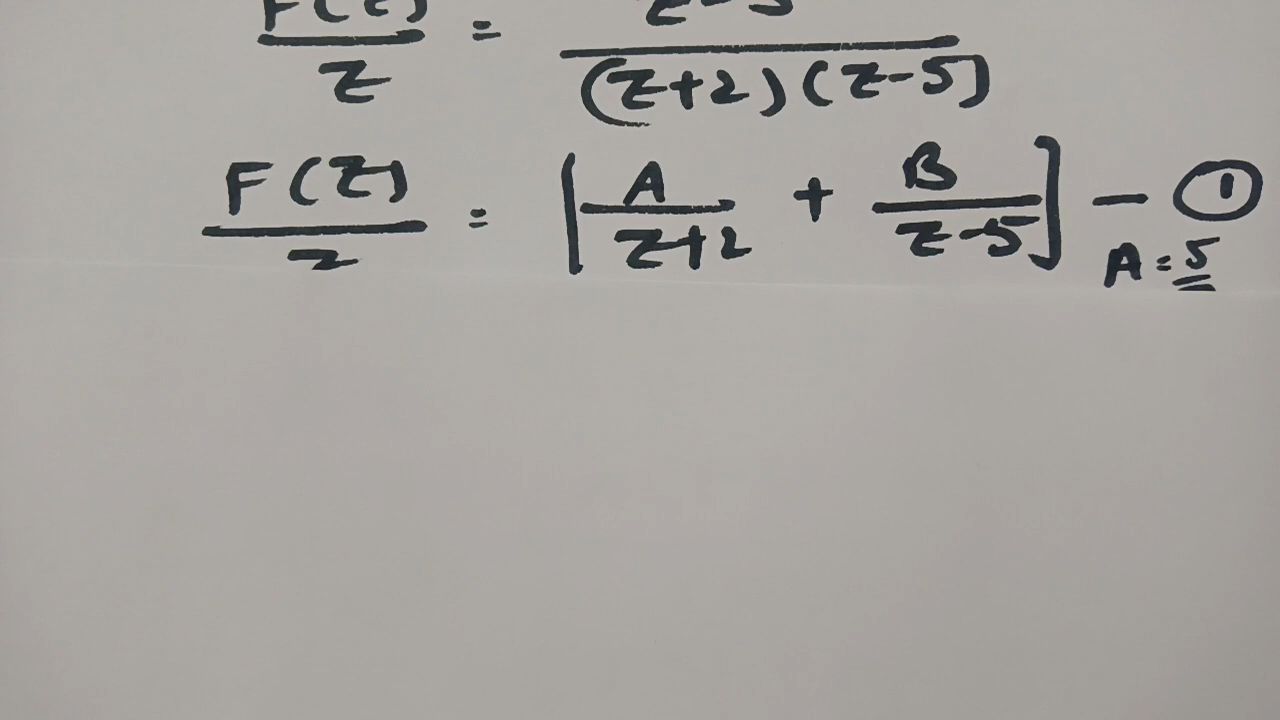 F(z)/z = z-5/(z+2)(z-5)
F(z)/z = [A/z+2 + B/z-5] - ①
A = 5